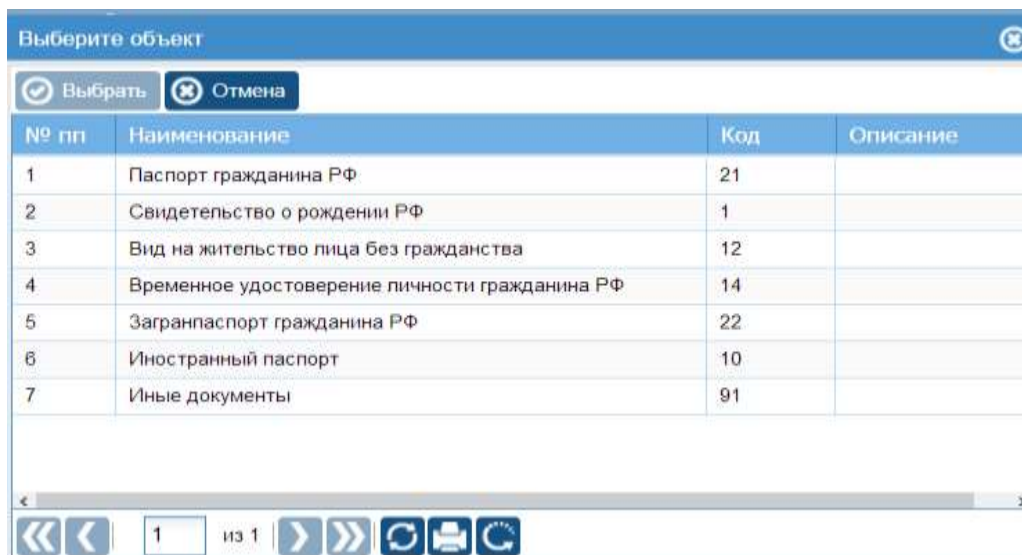 Выберите объект
Выбрать Отмена
№ пп Наименование Код Описание
1 Паспорт гражданина РФ 21
2 Свидетельство о рождении РФ 1
3 Вид на жительство лица без гражданства 12
4 Временное удостоверение личности гражданина РФ 14
5 Загранпаспорт гражданина РФ 22
6 Иностранный паспорт 10
7 Иные документы 91
1 из 1